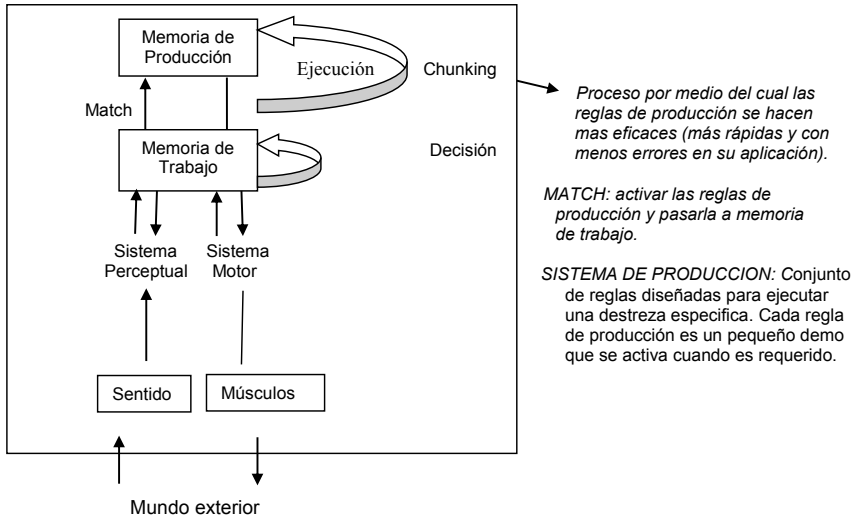 Memoria de
Producción
Ejecución
Chunking
Match
Memoria de
Trabajo
Decisión
Sistema
Perceptual
Sistema
Motor
Sentido
Músculos
Mundo exterior
Proceso por medio del cual las
reglas de producción se hacen
mas eficaces (más rápidas y con
menos errores en su aplicación).
MATCH: activar las reglas de
producción y pasarla a memoria
de trabajo.
SISTEMA DE PRODUCCION: Conjunto
de reglas diseñadas para ejecutar
una destreza especifica. Cada regla
de producción es un pequeño demo
que se activa cuando es requerido.